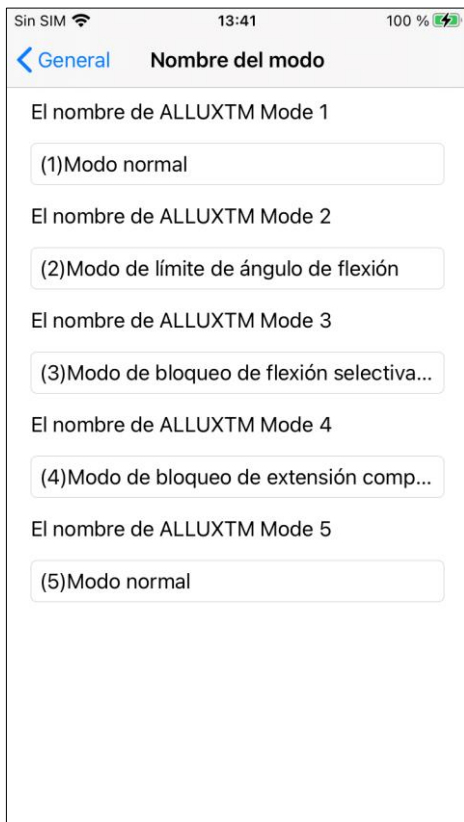 Sin SIM 13:41 100 %
General Nombre del modo
El nombre de ALLUXTM Mode 1
(1)Modo normal
El nombre de ALLUXTM Mode 2
(2)Modo de límite de ángulo de flexión
El nombre de ALLUXTM Mode 3
(3)Modo de bloqueo de flexión selectiva...
El nombre de ALLUXTM Mode 4
(4)Modo de bloqueo de extensión comp...
El nombre de ALLUXTM Mode 5
(5)Modo normal